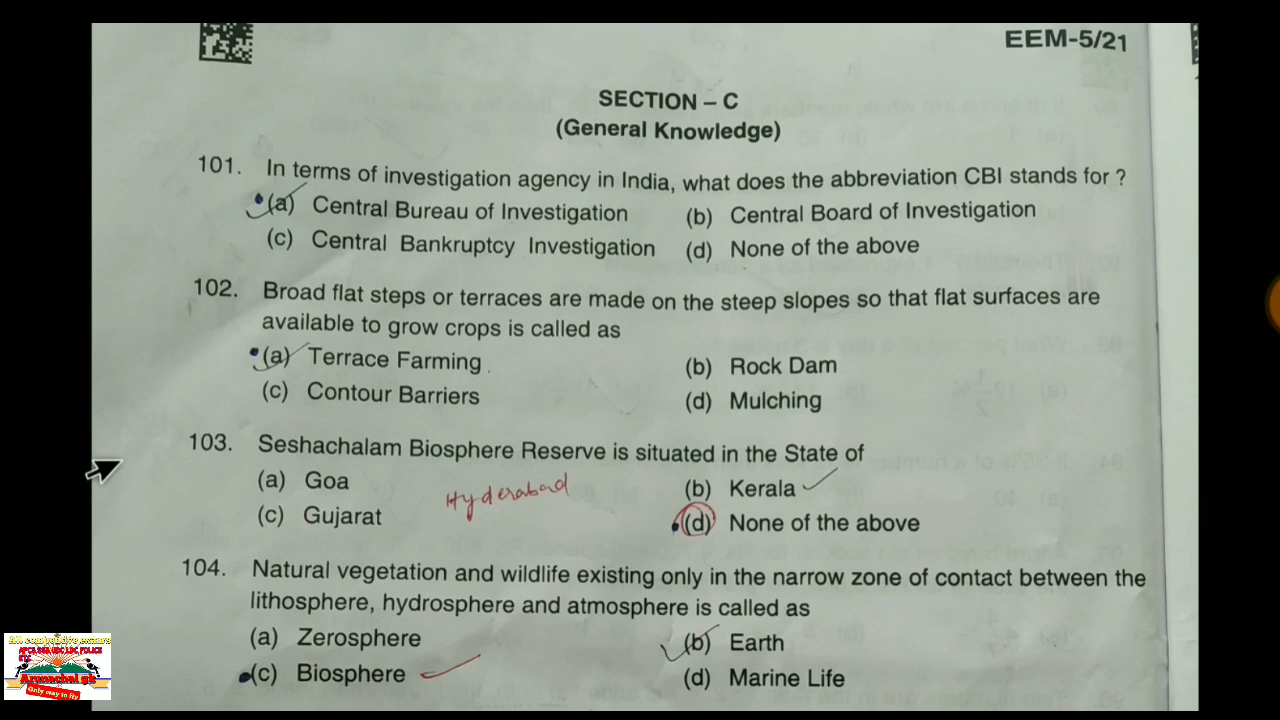 EEM-5/21
SECTION – C
(General Knowledge)
101. In terms of investigation agency in India, what does the abbreviation CBI stands for ?
(a) Central Bureau of Investigation (b) Central Board of Investigation
(c) Central Bankruptcy Investigation (d) None of the above
102. Broad flat steps or terraces are made on the steep slopes so that flat surfaces are
available to grow crops is called as
(a) Terrace Farming (b) Rock Dam
(c) Contour Barriers (d) Mulching
103. Seshachalam Biosphere Reserve is situated in the State of
(a) Goa (b) Kerala
Hyderabad
(c) Gujarat (d) None of the above
104. Natural vegetation and wildlife existing only in the narrow zone of contact between the
lithosphere, hydrosphere and atmosphere is called as
(a) Zerosphere (b) Earth
(c) Biosphere (d) Marine Life
Arunachal gk
Only way to fly